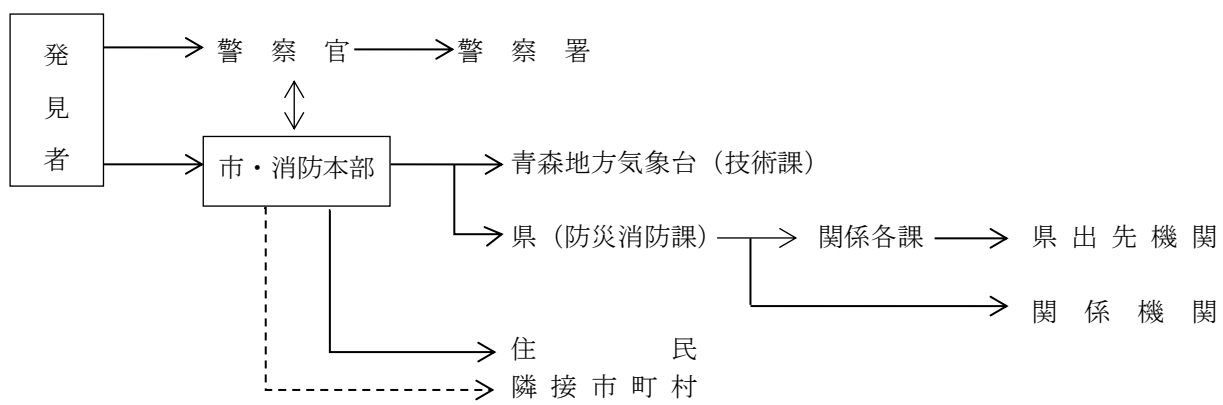 発見者
警察官
警察署
市・消防本部
青森地方気象台（技術課）
県（防災消防課）
関係各課
県出先機関
関係機関
住民
隣接市町村